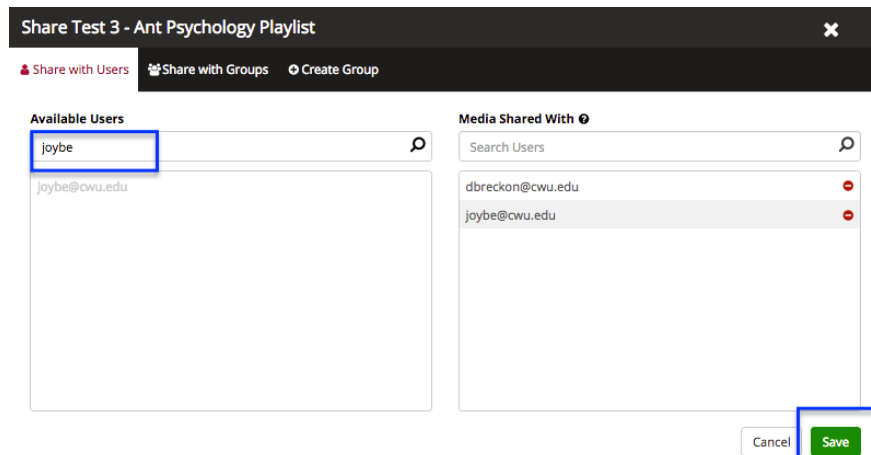 Share Test 3 - Ant Psychology Playlist
Share with Users Share with Groups Create Group
Available Users
joybe
joybe@cwu.edu
Media Shared With
Search Users
dbreckon@cwu.edu
joybe@cwu.edu
Cancel Save